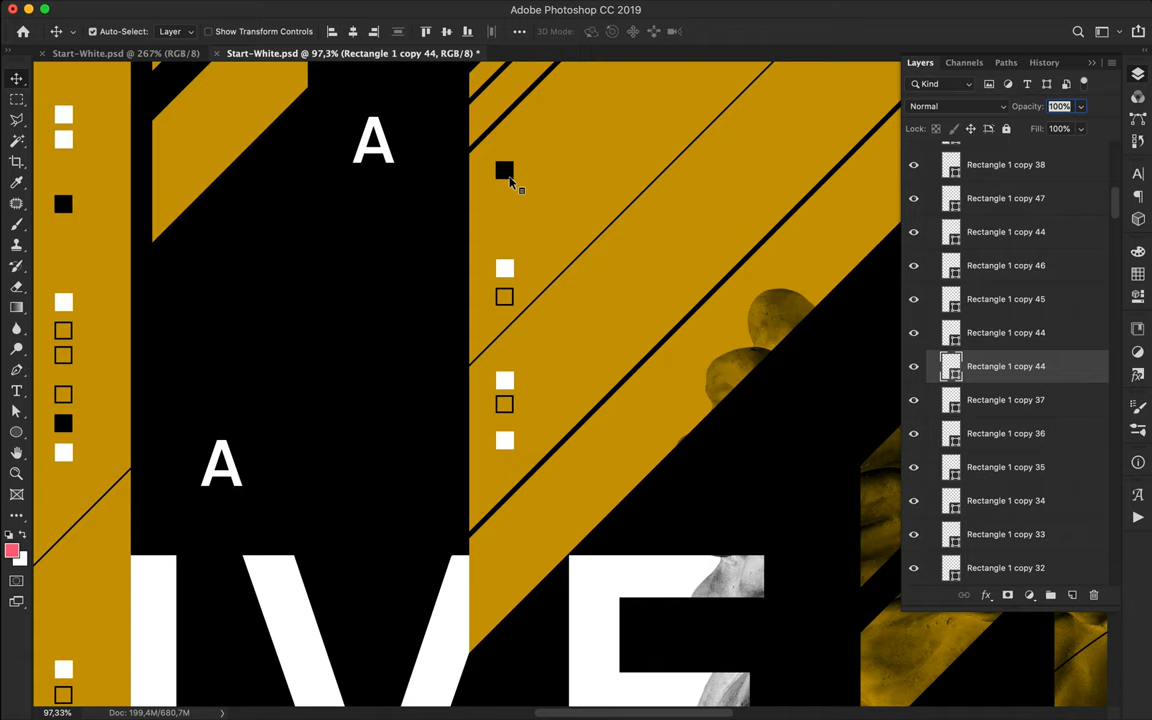 Adobe Photoshop CC 2019
Auto-Select: Layer Show Transform Controls 3D Mode:
Start-White.psd @ 267% (RGB/8) Start-White.psd @ 97,3% (Rectangle 1 copy 44, RGB/8) *
Layers Channels Paths History
Kind
Normal Opacity: 100%
Lock: Fill: 100%
Rectangle 1 copy 38
Rectangle 1 copy 47
Rectangle 1 copy 44
Rectangle 1 copy 46
Rectangle 1 copy 45
Rectangle 1 copy 44
Rectangle 1 copy 44
Rectangle 1 copy 37
Rectangle 1 copy 36
Rectangle 1 copy 35
Rectangle 1 copy 34
Rectangle 1 copy 33
Rectangle 1 copy 32
A
A
IVE
97,33% Doc: 199,4M/680,7M